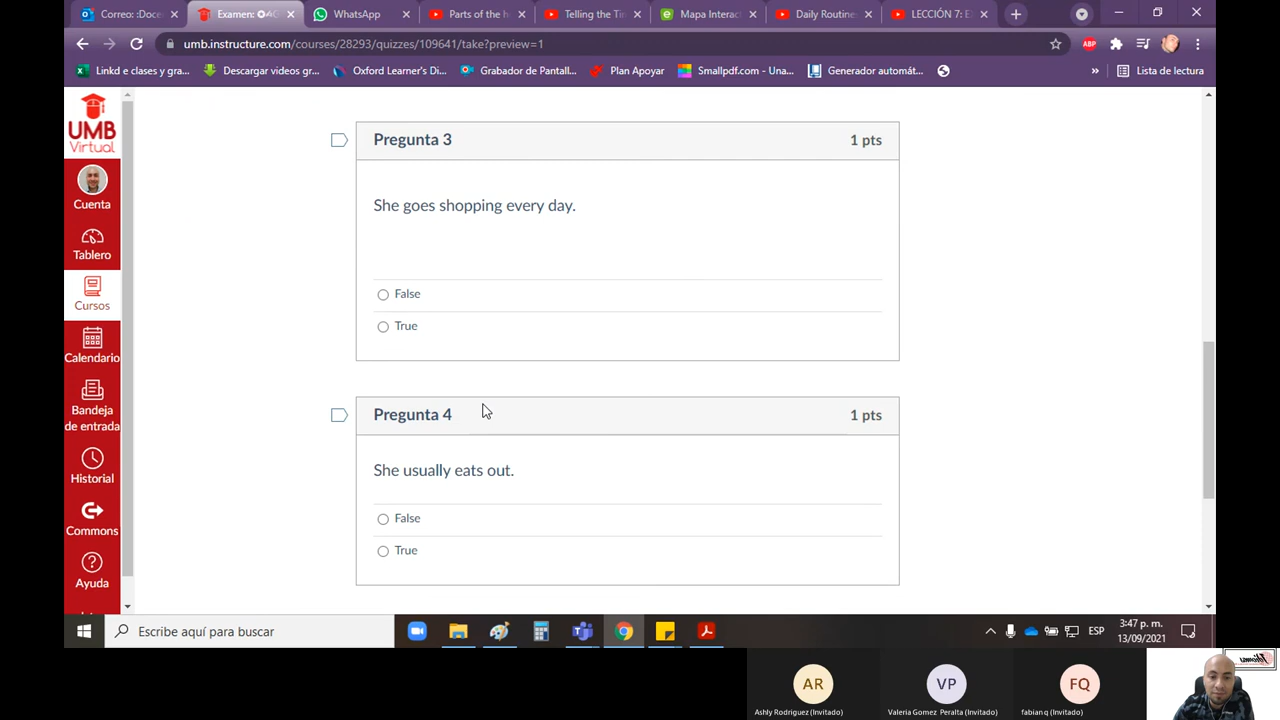 Correo: :Doce
Examen:
WhatsApp
Parts of the h
Telling the Ti
Mapa Interac
Daily Routine
LECCIÓN 7: E
umb.instructure.com/courses/28293/quizzes/109641/take?preview=1
ABP
Linkd e clases y gra...
Descargar videos gr...
Oxford Learner's Di...
Grabador de Pantall...
Plan Apoyar
Smallpdf.com - Una...
Generador automát...
»
Lista de lectura
UMB
Virtual
Cuenta
Tablero
Cursos
Calendario
Bandeja
de entrada
Historial
Commons
Ayuda
Pregunta 3
1 pts
She goes shopping every day.
False
True
Pregunta 4
1 pts
She usually eats out.
False
True
Escribe aquí para buscar
ESP
3:47 p. m.
13/09/2021
AR
VP
FQ
Ashly Rodriguez (Invitado)
Valeria Gomez Peralta (Invitado)
fabian q (Invitado)